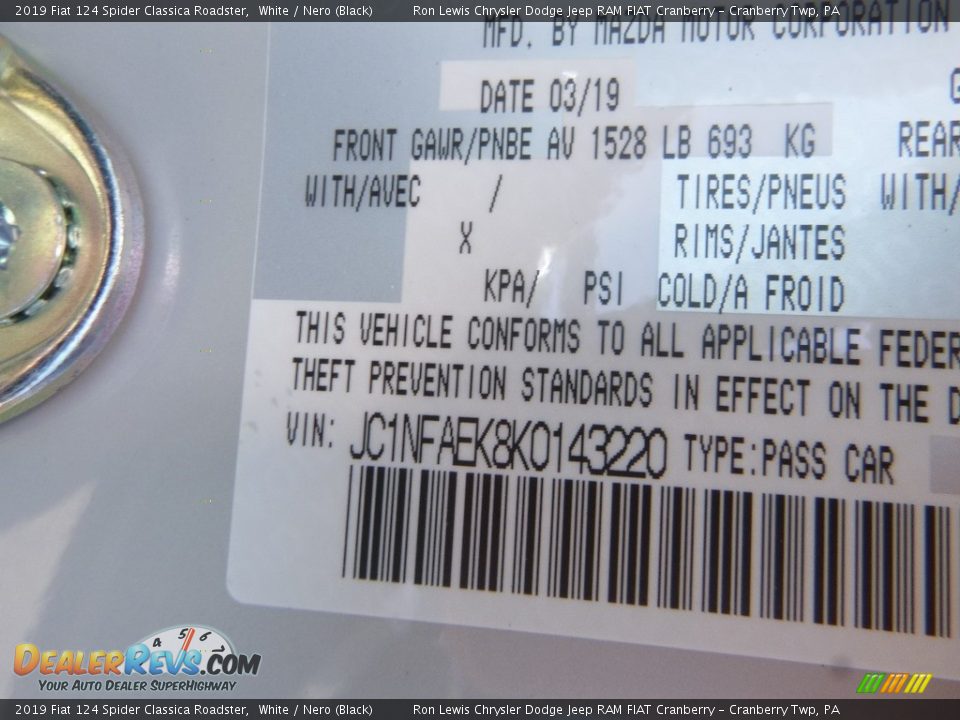 2019 Fiat 124 Spider Classica Roadster, White / Nero (Black) Ron Lewis Chrysler Dodge Jeep RAM FIAT Cranberry - Cranberry Twp, PA
MFD. BY MAZDA MOTOR CORPORATION
DATE 03/19
FRONT GAWR/PNBE AV 1528 LB 693 KG REAR
WITH/AVEC / TIRES/PNEUS WITH/
X RIMS/JANTES
KPA/ PSI COLD/A FROID
THIS VEHICLE CONFORMS TO ALL APPLICABLE FEDER
THEFT PREVENTION STANDARDS IN EFFECT ON THE D
VIN: JC1NFAEK8K0143220 TYPE:PASS CAR
4 5 6
DEALERREVS.COM
YOUR AUTO DEALER SUPERHIGHWAY
2019 Fiat 124 Spider Classica Roadster, White / Nero (Black) Ron Lewis Chrysler Dodge Jeep RAM FIAT Cranberry - Cranberry Twp, PA